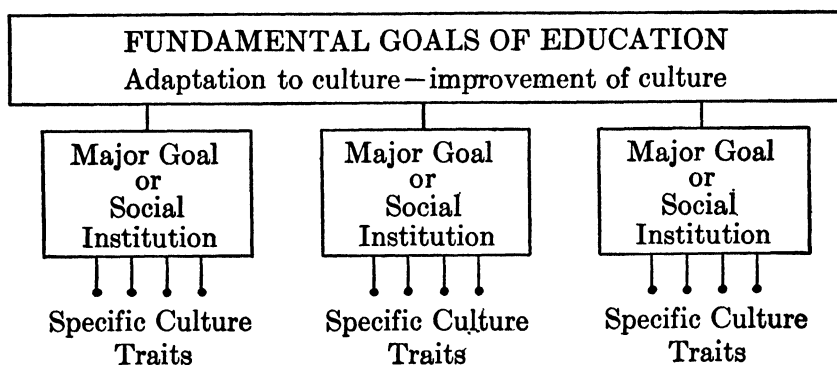 FUNDAMENTAL GOALS OF EDUCATION
Adaptation to culture—improvement of culture
Major Goal
or
Social
Institution
Major Goal
or
Social
Institution
Major Goal
or
Social
Institution
Specific Culture
Traits
Specific Culture
Traits
Specific Culture
Traits